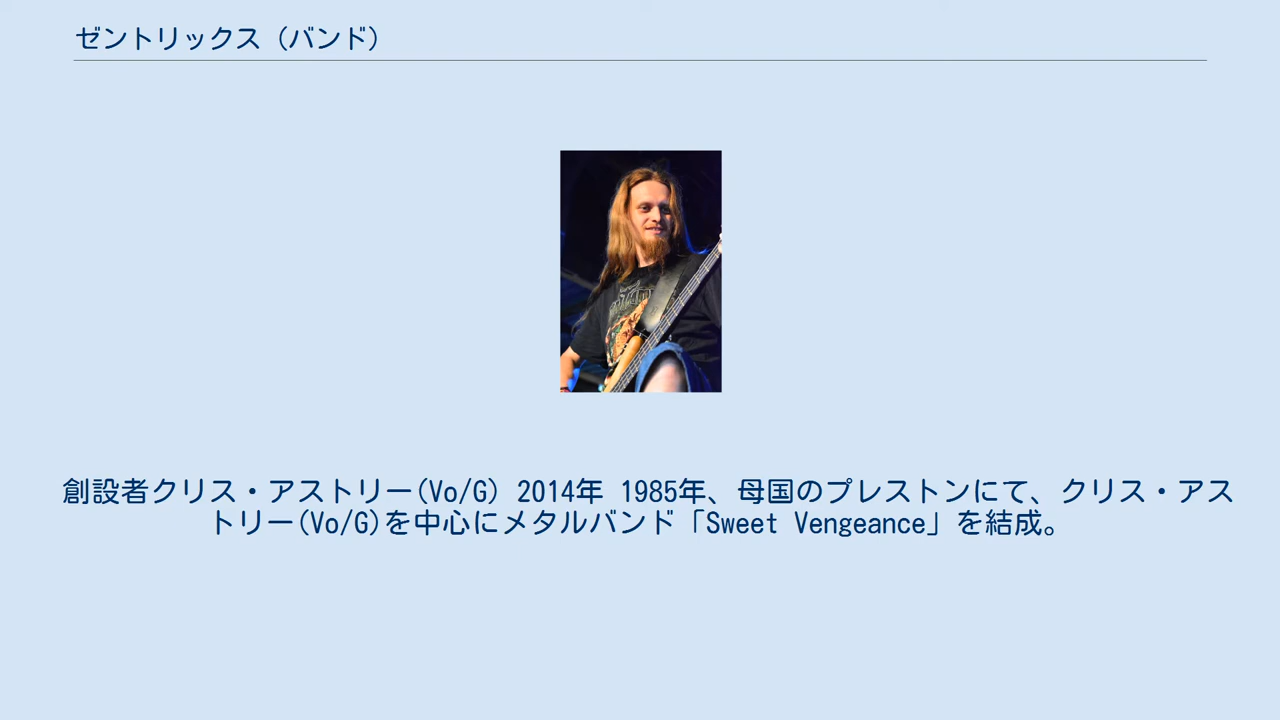 ゼントリックス (バンド)
創設者クリス・アストリー(Vo/G) 2014年 1985年、母国のプレストンにて、クリス・アス
トリー(Vo/G)を中心にメタルバンド「Sweet Vengeance」を結成。